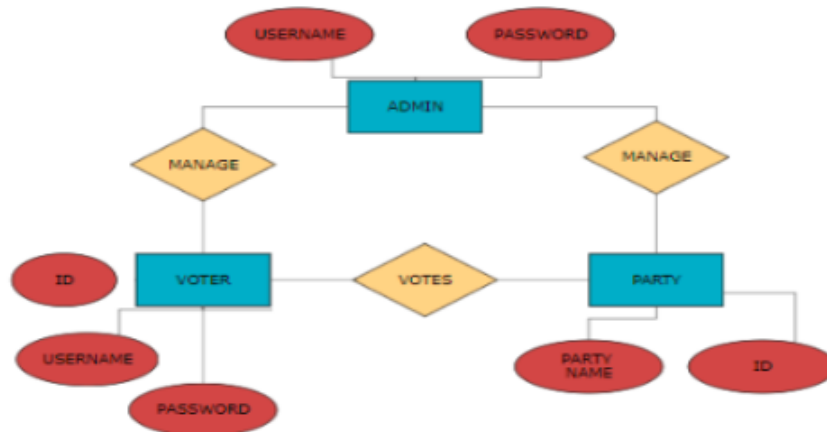 USERNAME
PASSWORD
ADMIN
MANAGE
MANAGE
ID
VOTER
VOTES
PARTY
USERNAME
PARTY
NAME
ID
PASSWORD